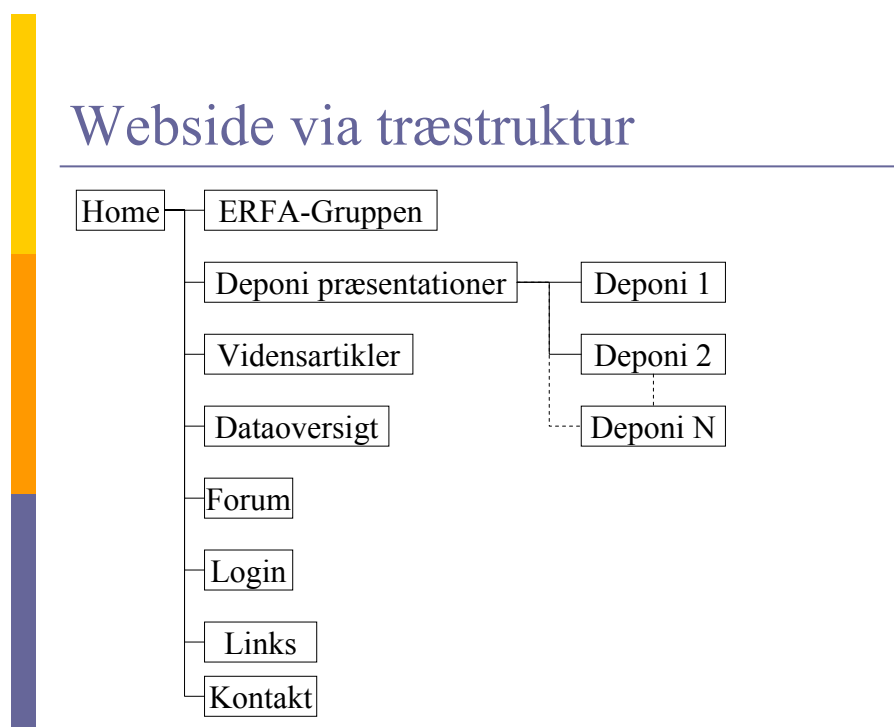 Webside via træstruktur
Home
ERFA-Gruppen
Deponi præsentationer
Deponi 1
Vidensartikler
Deponi 2
Dataoversigt
Deponi N
Forum
Login
Links
Kontakt